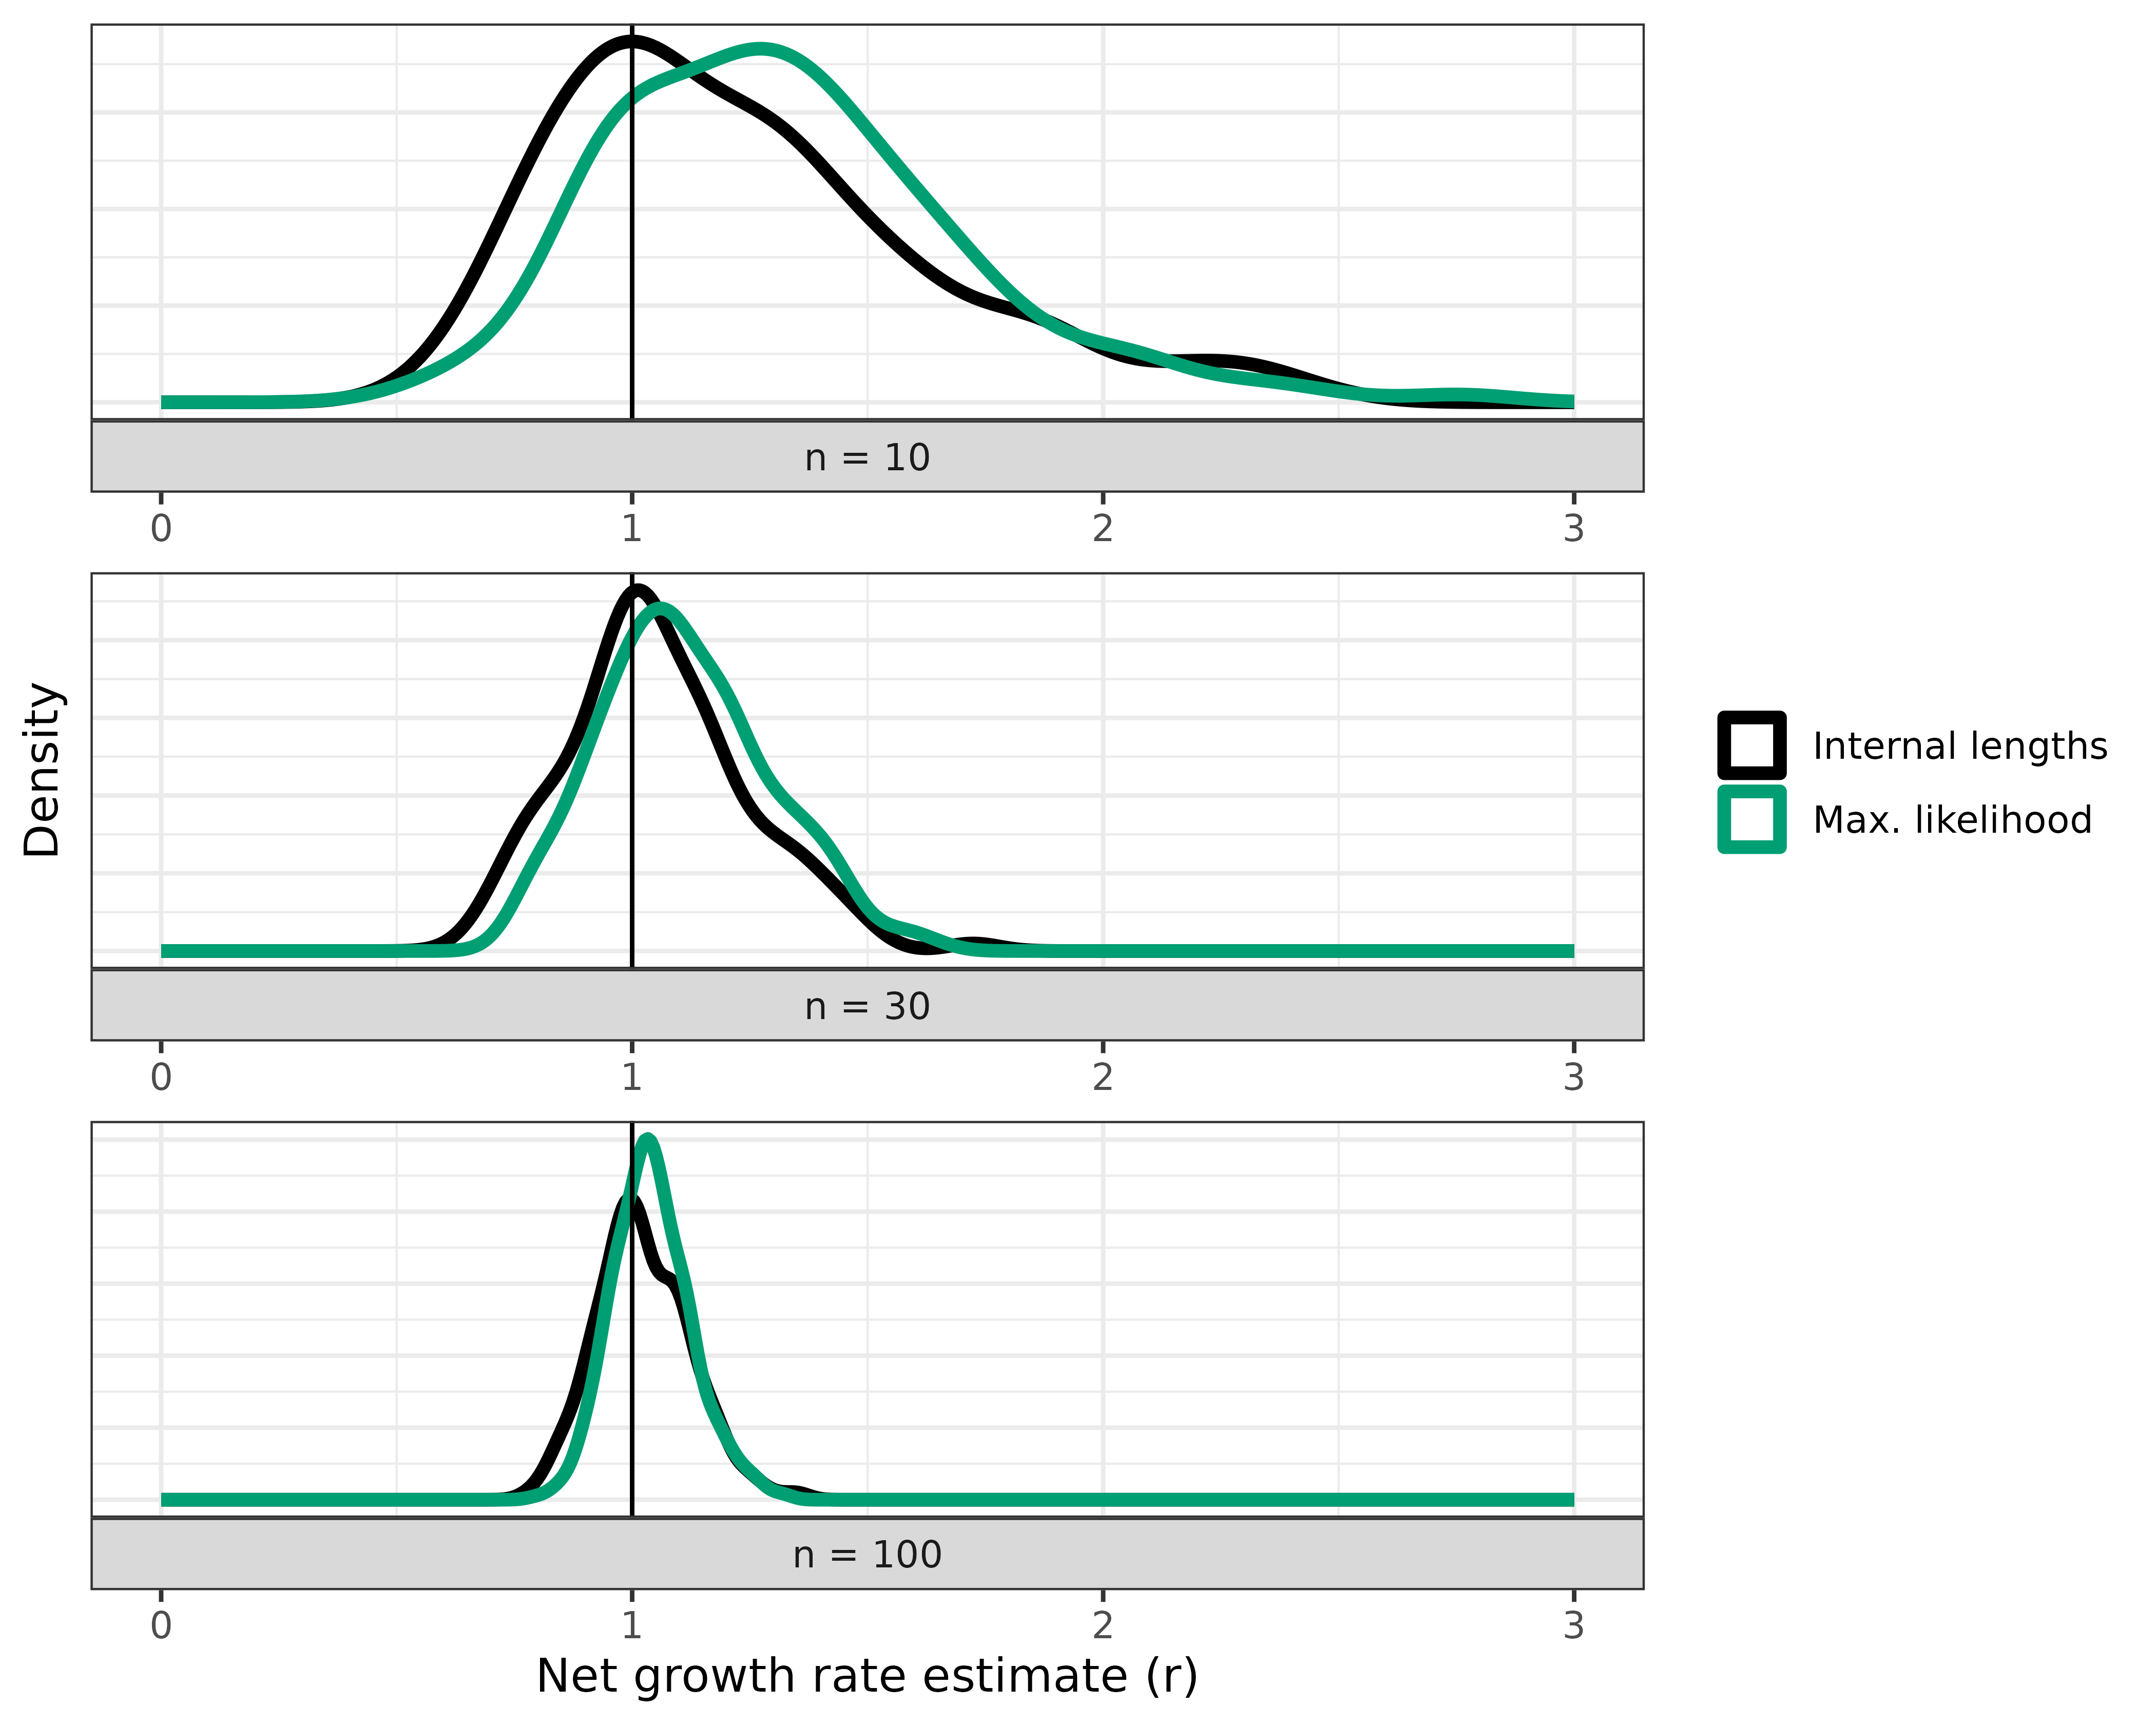 n = 10
0 1 2 3
n = 30
0 1 2 3
n = 100
0 1 2 3
Net growth rate estimate (r)
Density
Internal lengths
Max. likelihood